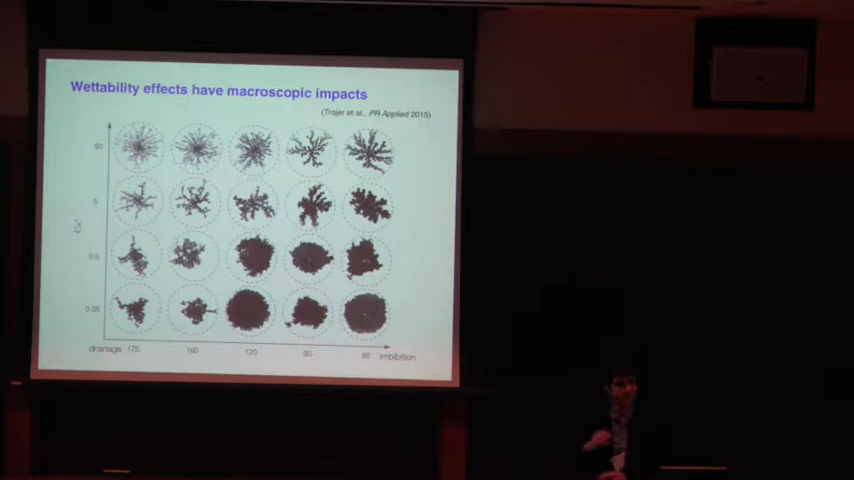 Wettability effects have macroscopic impacts
(Trojer et al., PR Applied 2015)
50
5
Ca*
0.5
0.05
drainage 175 160 120 90 60 imbibition